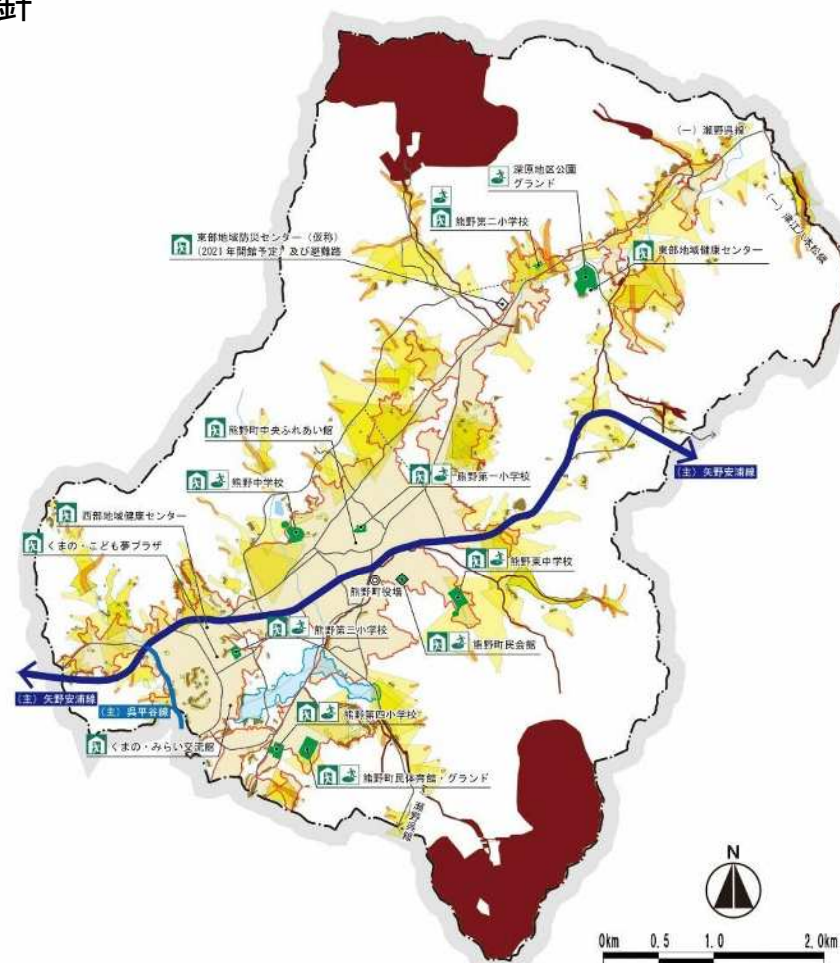 針
(一) 瀬野呉線
深原地区公園
グランド
熊野第二小学校
東部地域防災センター（仮称）
(2021年開館予定) 及び避難路
東部地域健康センター
熊野町中央ふれあい館
熊野中学校
熊野第一小学校
(主) 矢野安浦線
西部地域健康センター
くまの・こども夢プラザ
熊野東中学校
熊野町役場
熊野第三小学校
熊野町民会館
(主) 矢野安浦線
(主) 呉平谷線
熊野第四小学校
くまの・みらい交流館
熊野町民体育館・グランド
瀬野呉線
N
0km 0.5 1.0 2.0km